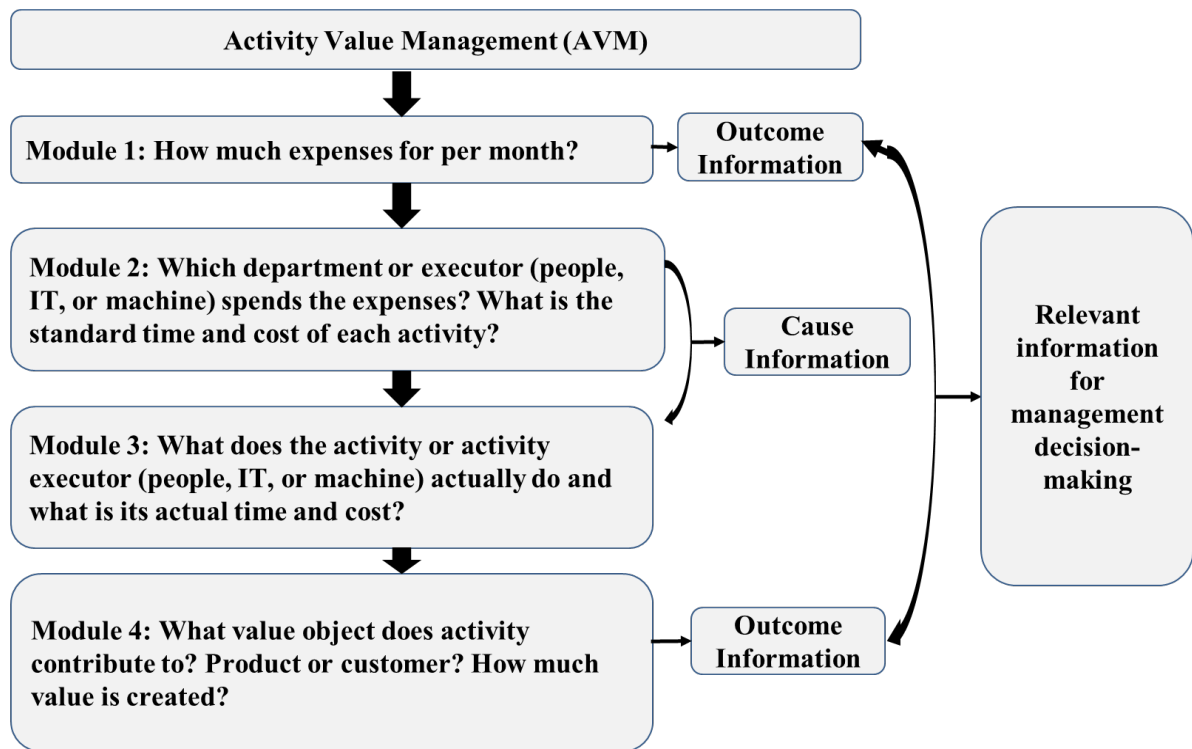 Activity Value Management (AVM)
Module 1: How much expenses for per month?
Outcome
Information
Module 2: Which department or executor (people,
IT, or machine) spends the expenses? What is the
standard time and cost of each activity?
Cause
Information
Module 3: What does the activity or activity
executor (people, IT, or machine) actually do and
what is its actual time and cost?
Module 4: What value object does activity
contribute to? Product or customer? How much
value is created?
Outcome
Information
Relevant
information
for
management
decision-
making